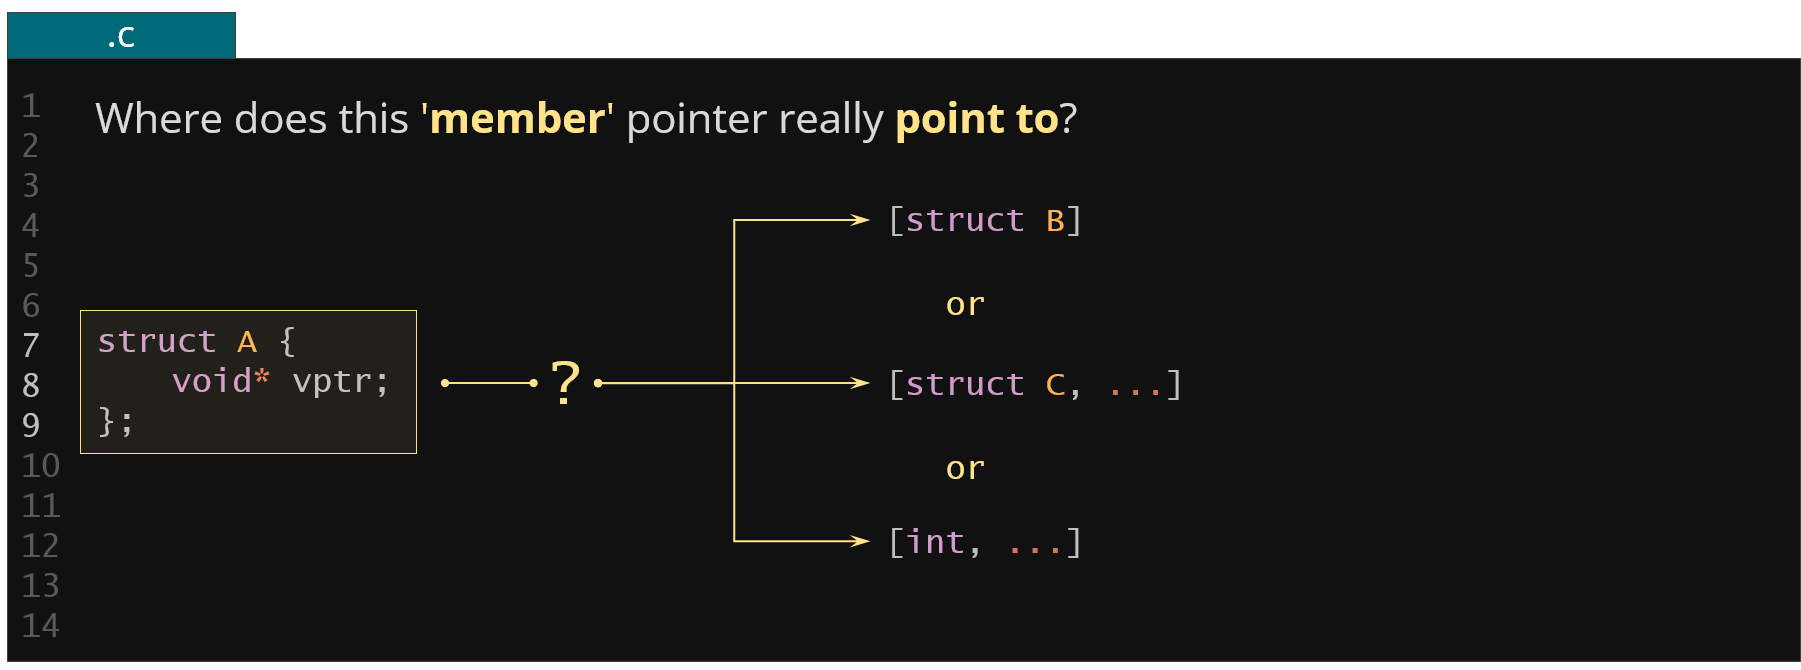 .c
1
Where does this 'member' pointer really point to?
2
3
4
[struct B]
5
6
or
7
struct A {
8
void* vptr;
?
[struct C, ...]
9
};
10
or
11
12
[int, ...]
13
14